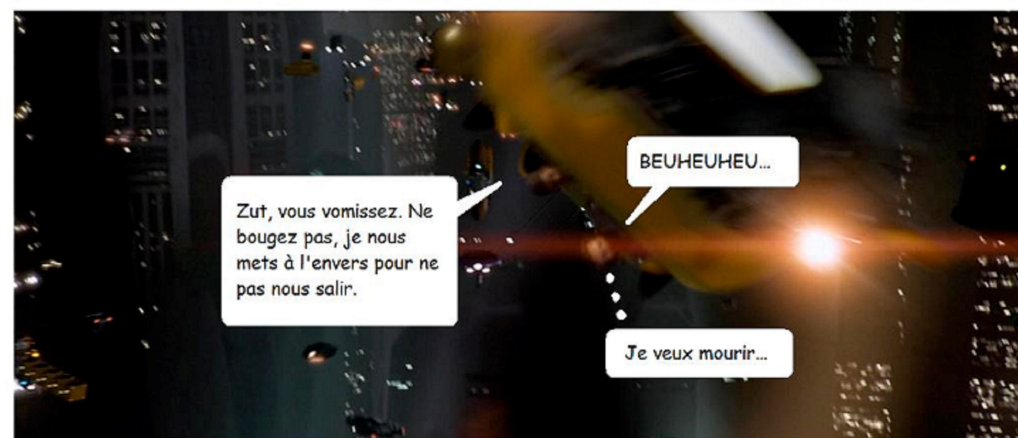 BEUHEUHEU...
Zut, vous vomissez. Ne
bougez pas, je nous
mets à l'envers pour ne
pas nous salir.
Je veux mourir...